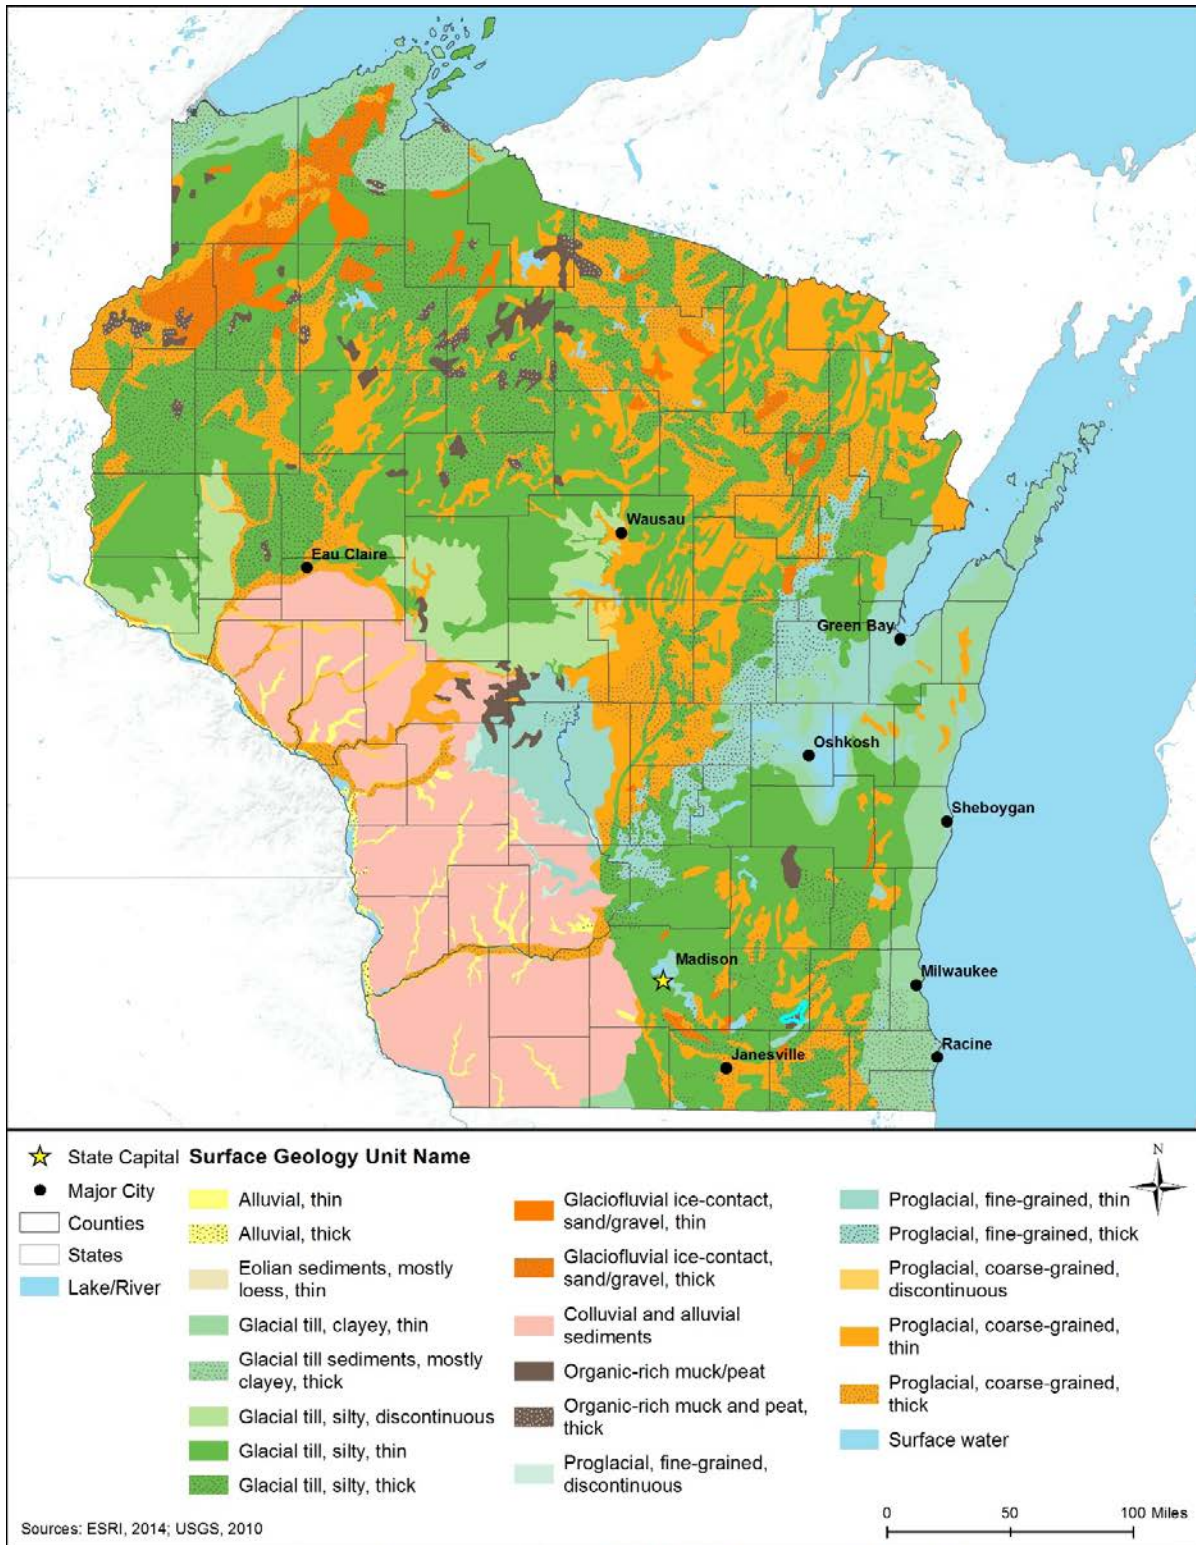 Wausau
Eau Claire
Green Bay
Oshkosh
Sheboygan
Madison
Milwaukee
Janesville
Racine
State Capital
Major City
Counties
States
Lake/River
Surface Geology Unit Name
Alluvial, thin
Alluvial, thick
Eolian sediments, mostly
loess, thin
Glacial till, clayey, thin
Glacial till sediments, mostly
clayey, thick
Glacial till, silty, discontinuous
Glacial till, silty, thin
Glacial till, silty, thick
Glaciofluvial ice-contact,
sand/gravel, thin
Glaciofluvial ice-contact,
sand/gravel, thick
Colluvial and alluvial
sediments
Organic-rich muck/peat
Organic-rich muck and peat,
thick
Proglacial, fine-grained,
discontinuous
Proglacial, fine-grained, thin
Proglacial, fine-grained, thick
Proglacial, coarse-grained,
discontinuous
Proglacial, coarse-grained,
thin
Proglacial, coarse-grained,
thick
Surface water
N
0 50 100 Miles
Sources: ESRI, 2014; USGS, 2010